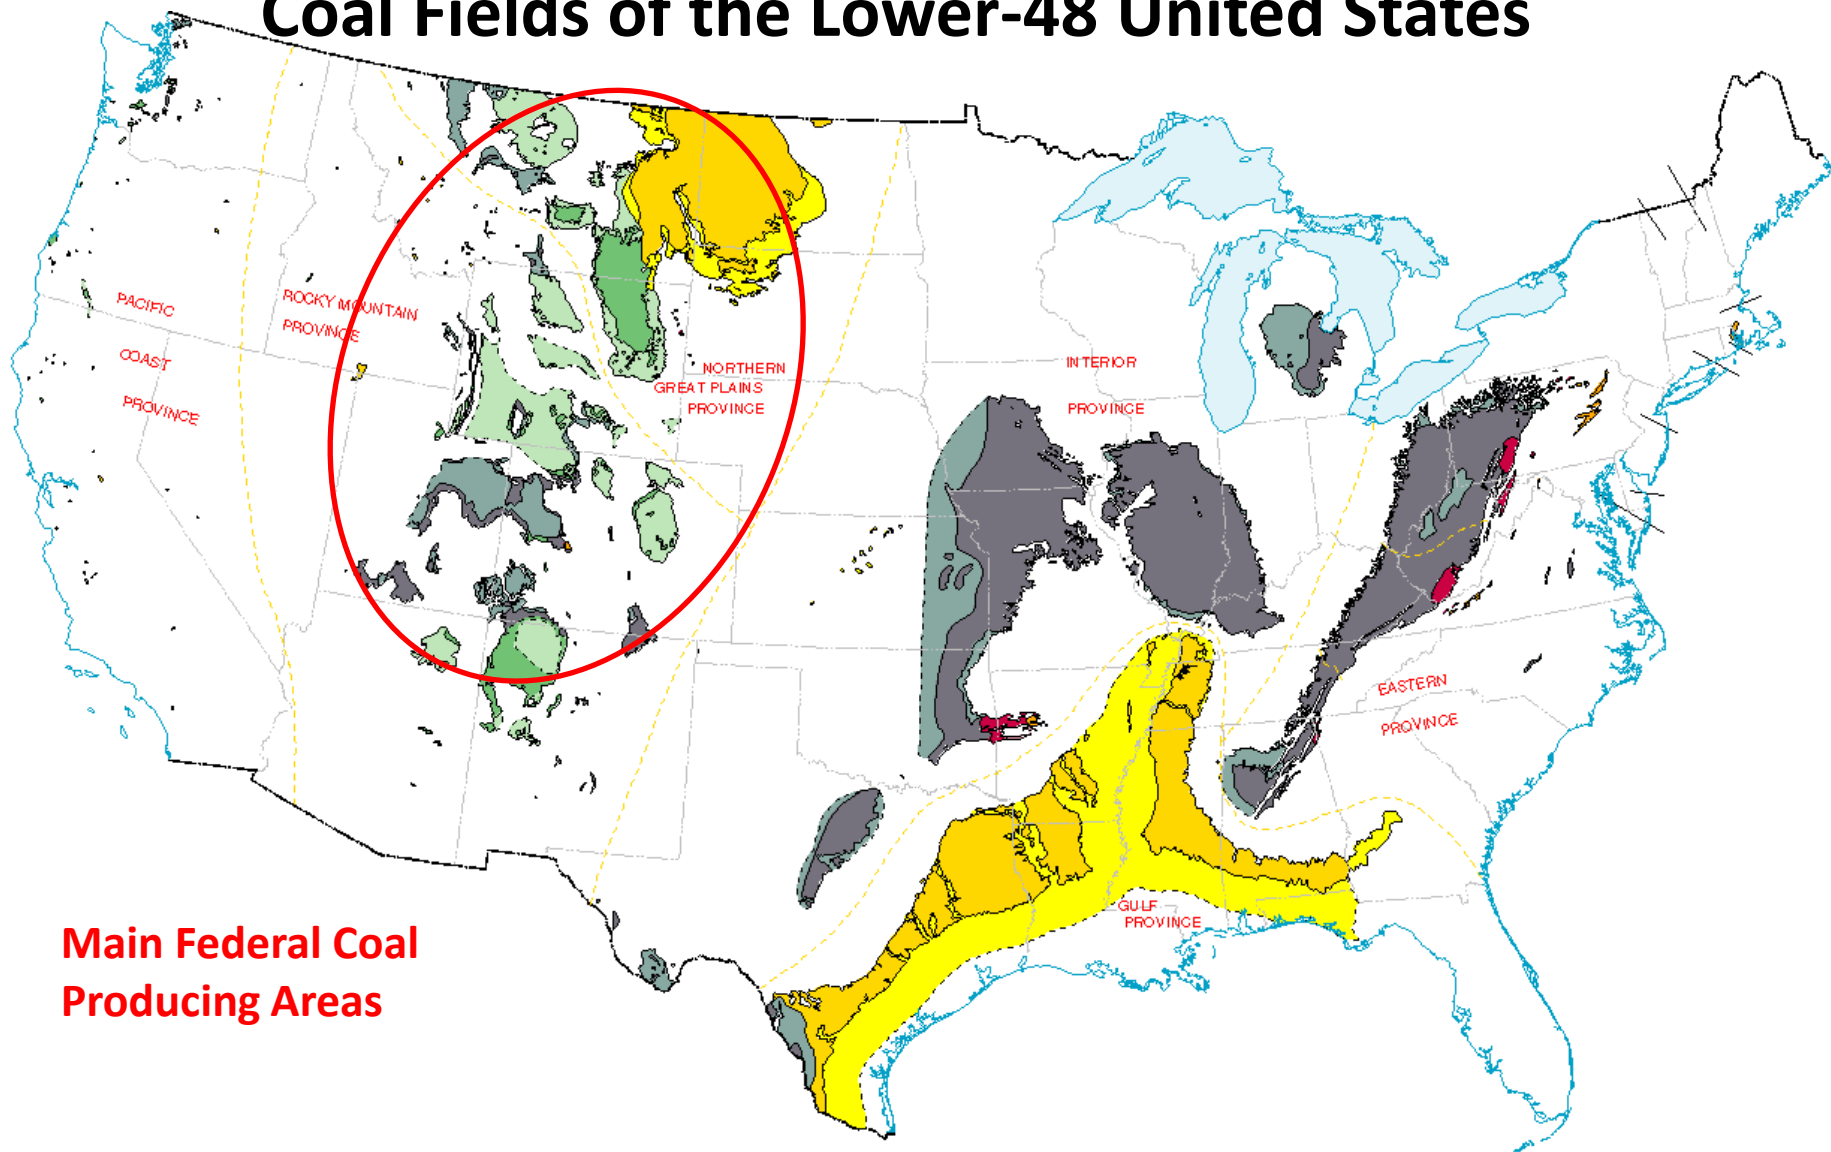 Coal Fields of the Lower-48 United States
PACIFIC
COAST
PROVINCE
ROCKY MOUNTAIN
PROVINCE
NORTHERN
GREAT PLAINS
PROVINCE
INTERIOR
PROVINCE
EASTERN
PROVINCE
GULF
PROVINCE
Main Federal Coal
Producing Areas